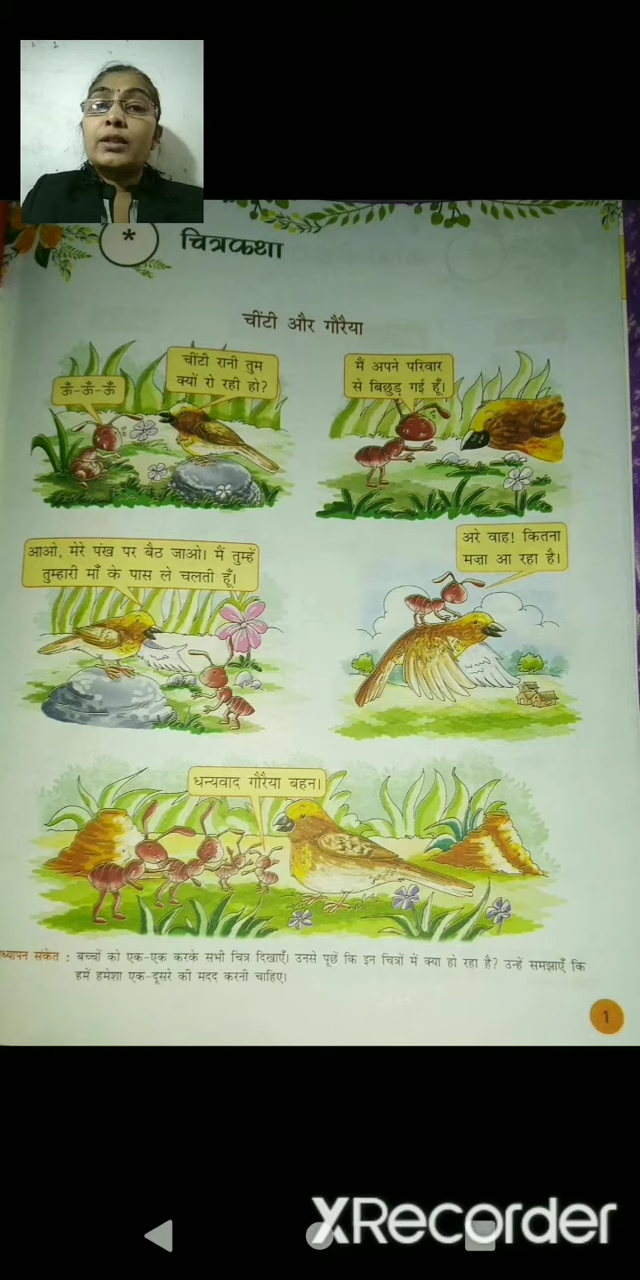 *
चित्रकथा
चींटी और गौरैया
ऊँ-ऊँ-ऊँ
चींटी रानी तुम
क्यों रो रही हो?
मैं अपने परिवार
से बिछुड़ गई हूँ!
आओ, मेरे पंख पर बैठ जाओ। मैं तुम्हें
तुम्हारी माँ के पास ले चलती हूँ।
अरे वाह! कितना
मज़ा आ रहा है।
धन्यवाद गौरैया बहन।
ध्यापन संकेत : बच्चों को एक-एक करके सभी चित्र दिखाएँ। उनसे पूछें कि इन चित्रों में क्या हो रहा है? उन्हें समझाएँ कि
हमें हमेशा एक-दूसरे की मदद करनी चाहिए।
1
XRecorder